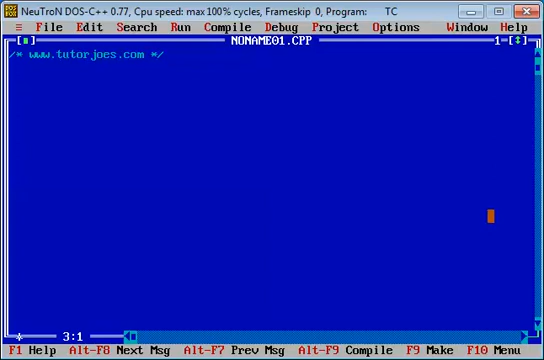 NeuTroN DOS-C++ 0.77, Cpu speed: max 100% cycles, Frameskip 0, Program: TC
≡ File Edit Search Run Compile Debug Project Options Window Help
[■] NONAME01.CPP 1=[↕]
/* www.tutorjoes.com */
* 3:1
F1 Help Alt-F8 Next Msg Alt-F7 Prev Msg Alt-F9 Compile F9 Make F10 Menu